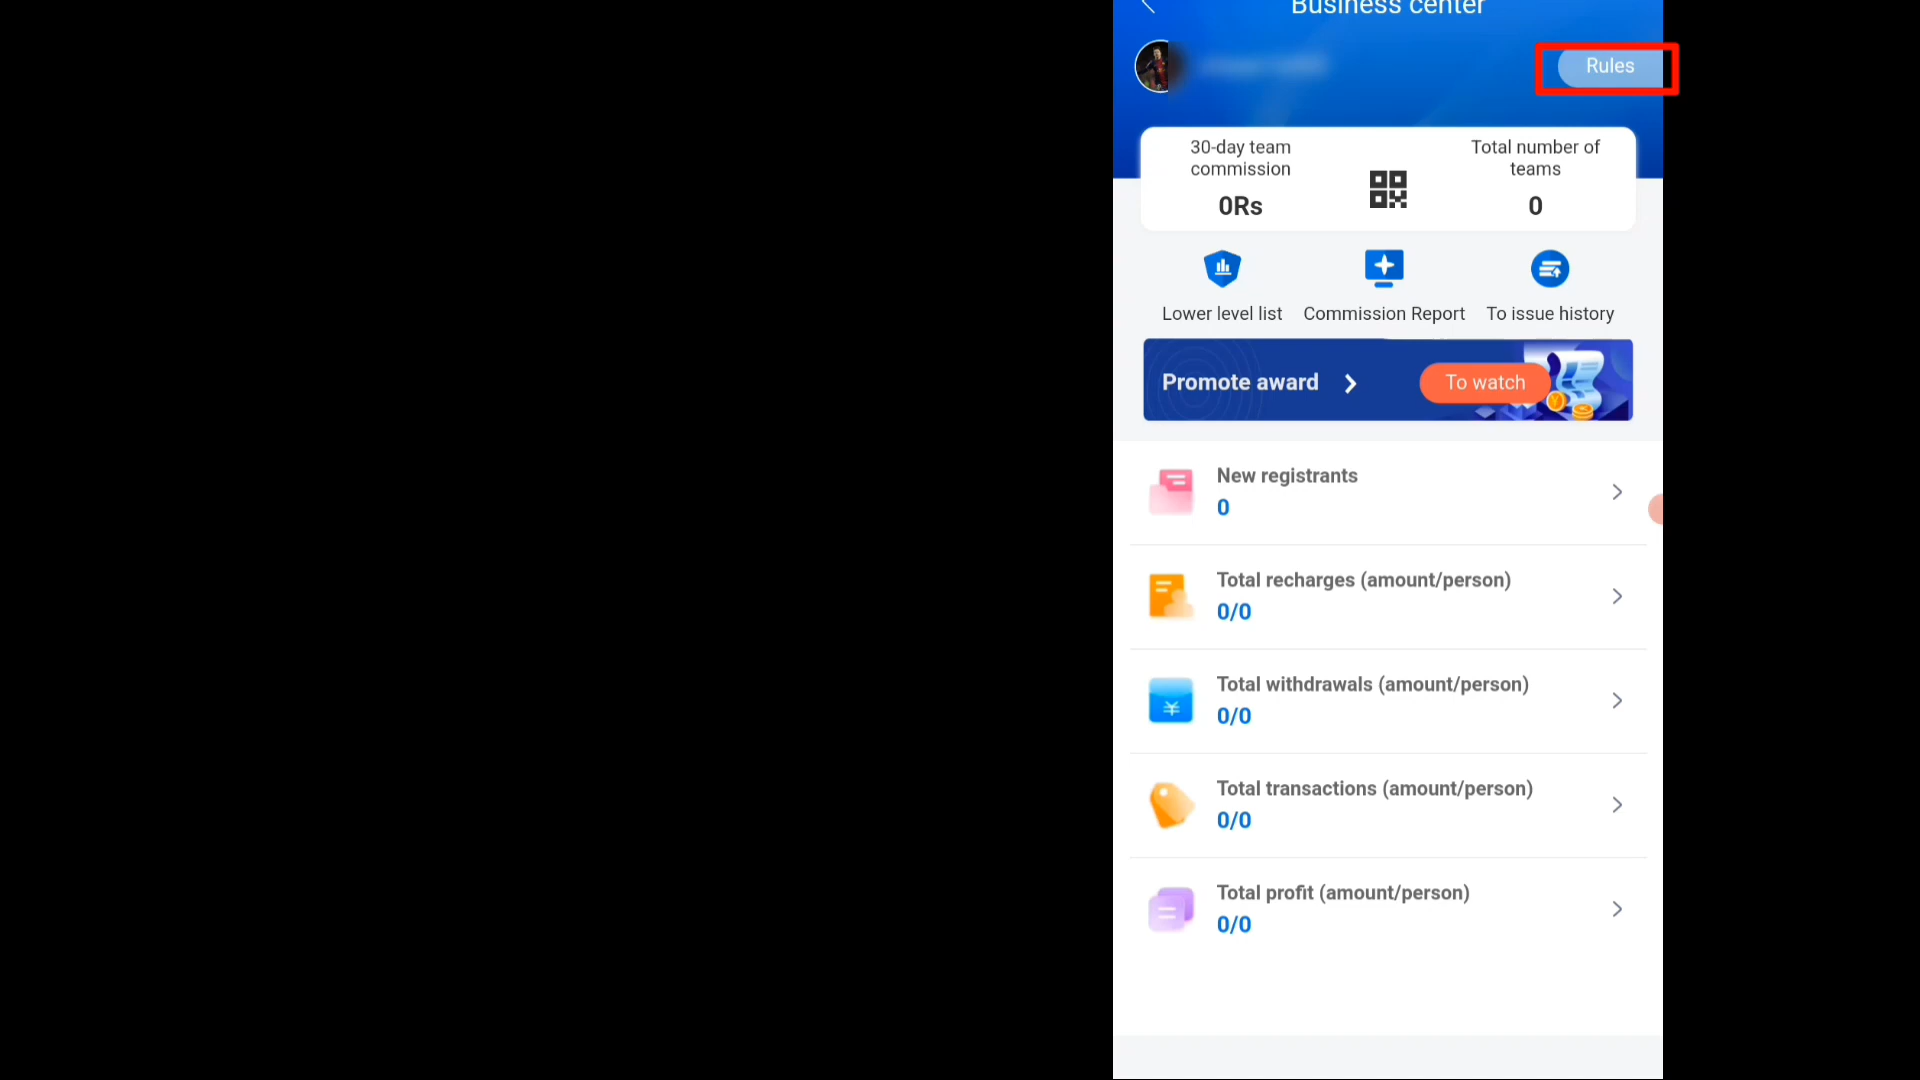 Business center
Rules
30-day team
commission
0Rs
Total number of
teams
0
Lower level list
Commission Report
To issue history
Promote award
To watch
New registrants
0
Total recharges (amount/person)
0/0
Total withdrawals (amount/person)
0/0
Total transactions (amount/person)
0/0
Total profit (amount/person)
0/0